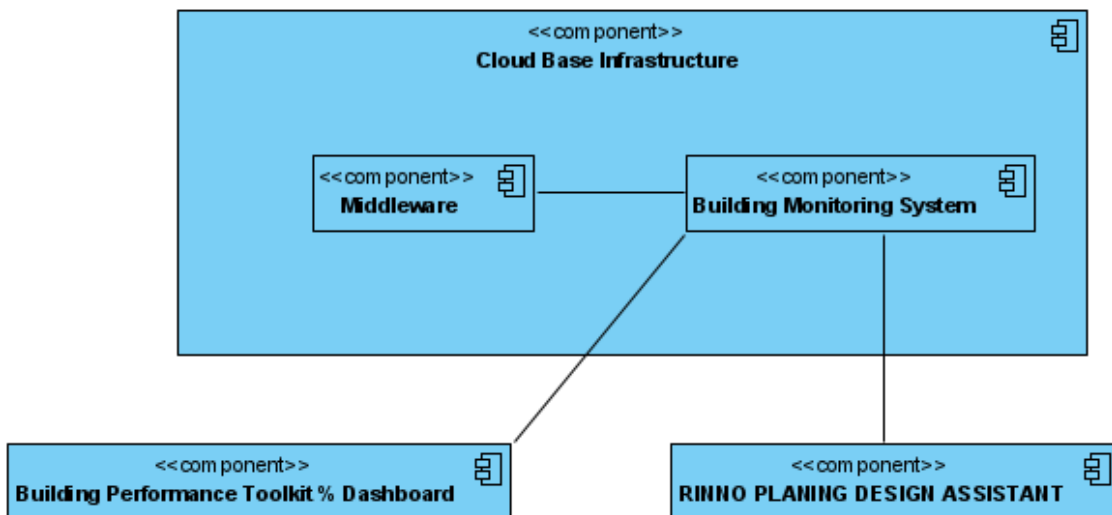 <<component>>
Cloud Base Infrastructure
<<component>>
Middleware
<<component>>
Building Monitoring System
<<component>>
Building Performance Toolkit % Dashboard
<<component>>
RINNO PLANING DESIGN ASSISTANT